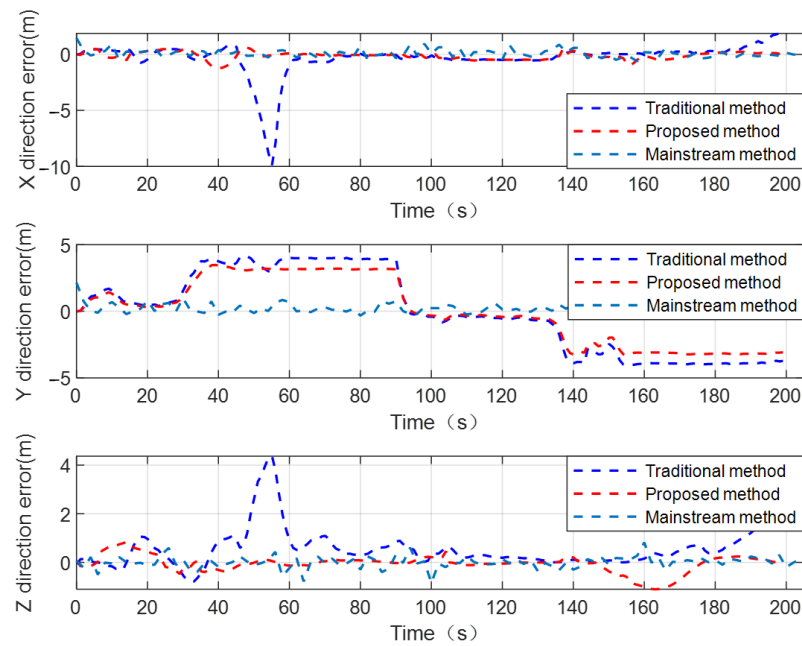 X direction error(m)
0
-5
-10
0 20 40 60 80 100 120 140 160 180 200
Time（s）
Traditional method
Proposed method
Mainstream method
Y direction error(m)
5
0
-5
0 20 40 60 80 100 120 140 160 180 200
Time（s）
Traditional method
Proposed method
Mainstream method
Z direction error(m)
4
2
0
0 20 40 60 80 100 120 140 160 180 200
Time（s）
Traditional method
Proposed method
Mainstream method